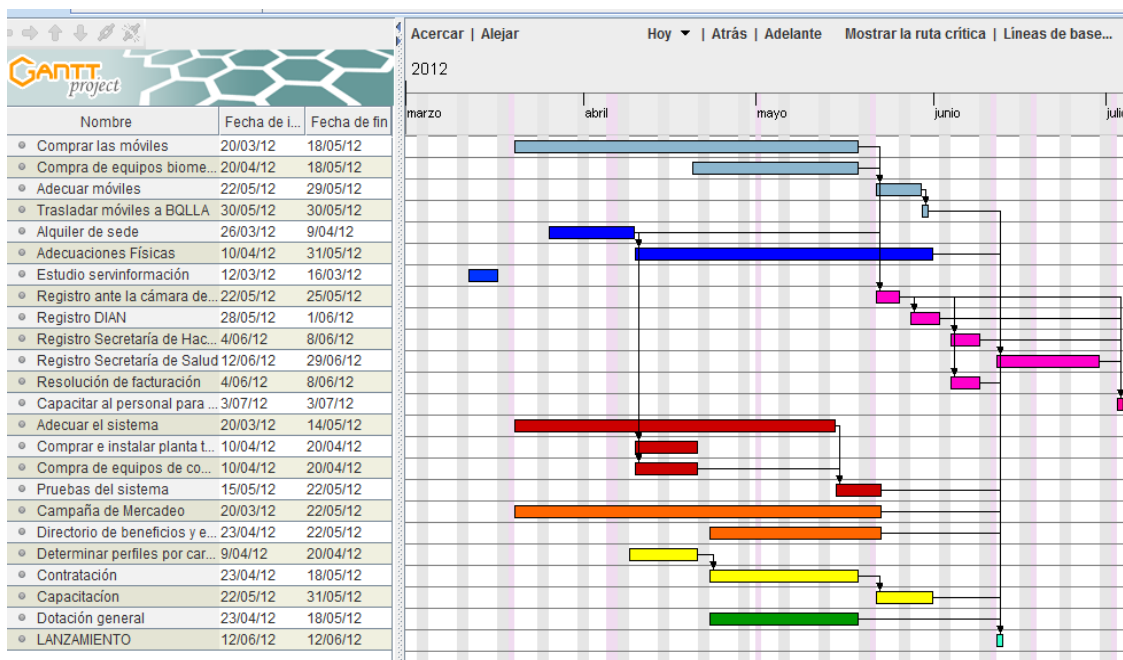 Acercar | Alejar Hoy | Atrás | Adelante Mostrar la ruta crítica | Líneas de base...
2012
GANTT
project
marzo abril mayo junio julio
Nombre Fecha de i... Fecha de fin
Comprar las móviles 20/03/12 18/05/12
Compra de equipos biome... 20/04/12 18/05/12
Adecuar móviles 22/05/12 29/05/12
Trasladar móviles a BQLLA 30/05/12 30/05/12
Alquiler de sede 26/03/12 9/04/12
Adecuaciones Físicas 10/04/12 31/05/12
Estudio servinformación 12/03/12 16/03/12
Registro ante la cámara de... 22/05/12 25/05/12
Registro DIAN 28/05/12 1/06/12
Registro Secretaría de Hac... 4/06/12 8/06/12
Registro Secretaría de Salud 12/06/12 29/06/12
Resolución de facturación 4/06/12 8/06/12
Capacitar al personal para ... 3/07/12 3/07/12
Adecuar el sistema 20/03/12 14/05/12
Comprar e instalar planta t... 10/04/12 20/04/12
Compra de equipos de co... 10/04/12 20/04/12
Pruebas del sistema 15/05/12 22/05/12
Campaña de Mercadeo 20/03/12 22/05/12
Directorio de beneficios y e... 23/04/12 22/05/12
Determinar perfiles por car... 9/04/12 20/04/12
Contratación 23/04/12 18/05/12
Capacitacíon 22/05/12 31/05/12
Dotación general 23/04/12 18/05/12
LANZAMIENTO 12/06/12 12/06/12